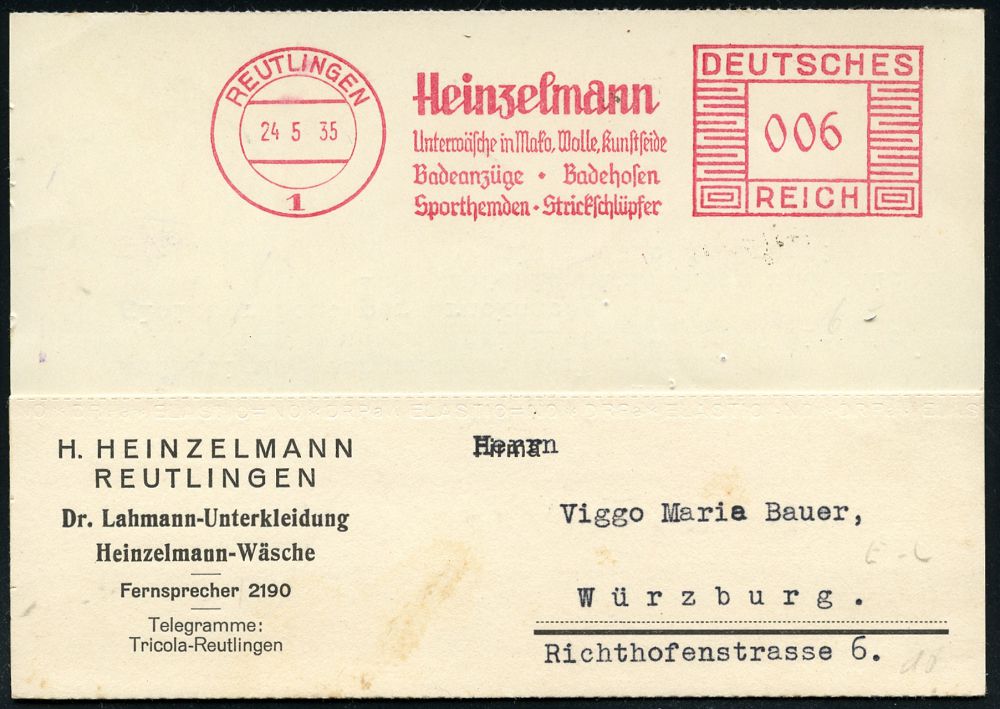 REUTLINGEN
24 5 35
1
Heinzelmann
Unterwäsche in Mako, Wolle, Kunstseide
Badeanzüge • Badehosen
Sporthemden • Strickschlüpfer
DEUTSCHES
006
REICH
H. HEINZELMANN
REUTLINGEN
Dr. Lahmann-Unterkleidung
Heinzelmann-Wäsche
Fernsprecher 2190
Telegramme:
Tricola-Reutlingen
Herrn
Viggo Maria Bauer,
Würzburg.
Richthofenstrasse 6.